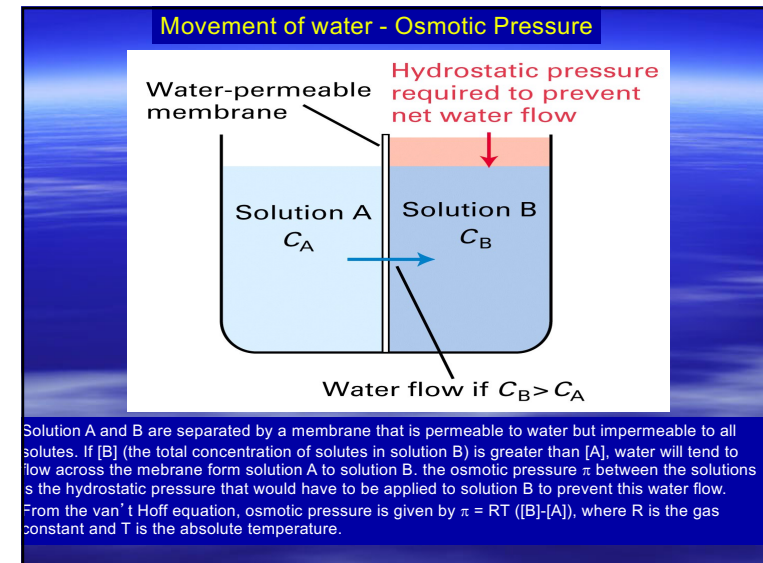 Movement of water - Osmotic Pressure
Hydrostatic pressure
required to prevent
net water flow
Water-permeable
membrane
Solution A
C_A
Solution B
C_B
Water flow if C_B > C_A
Solution A and B are separated by a membrane that is permeable to water but impermeable to all
solutes. If [B] (the total concentration of solutes in solution B) is greater than [A], water will tend to
flow across the mebrane form solution A to solution B. the osmotic pressure π between the solutions
is the hydrostatic pressure that would have to be applied to solution B to prevent this water flow.
From the van't Hoff equation, osmotic pressure is given by π = RT ([B]-[A]), where R is the gas
constant and T is the absolute temperature.